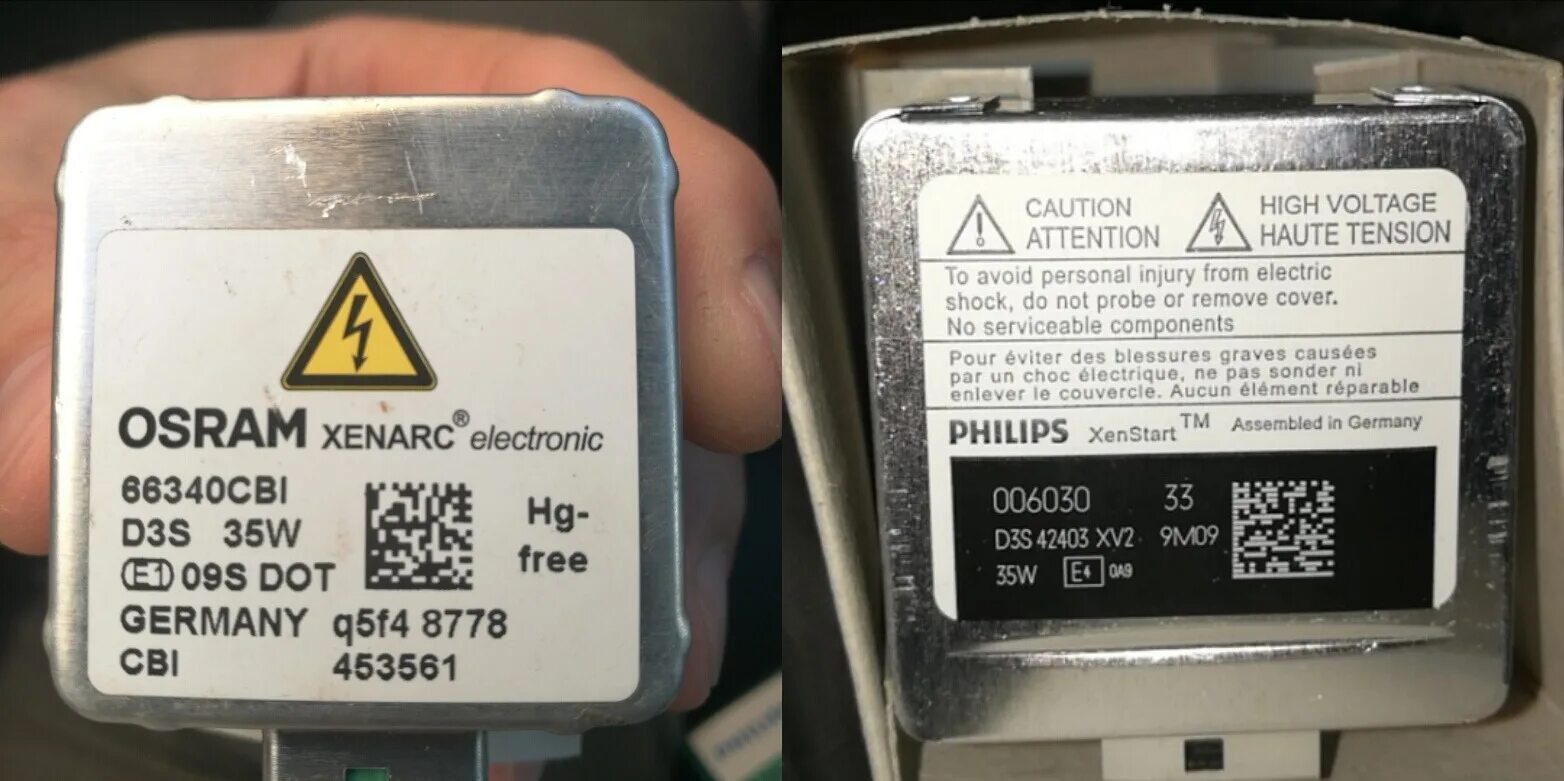 OSRAM XENARC® electronic
66340CBI
D3S 35W
Hg-
free
E1 09S DOT
GERMANY q5f4 8778
CBI 453561
CAUTION
ATTENTION
HIGH VOLTAGE
HAUTE TENSION
To avoid personal injury from electric
shock, do not probe or remove cover.
No serviceable components
Pour éviter des blessures graves causées
par un choc électrique, ne pas sonder ni
enlever le couvercle. Aucun élément réparable
PHILIPS XenStart™ Assembled in Germany
006030 33
D3S 42403 XV2 9M09
35W E4 0A9